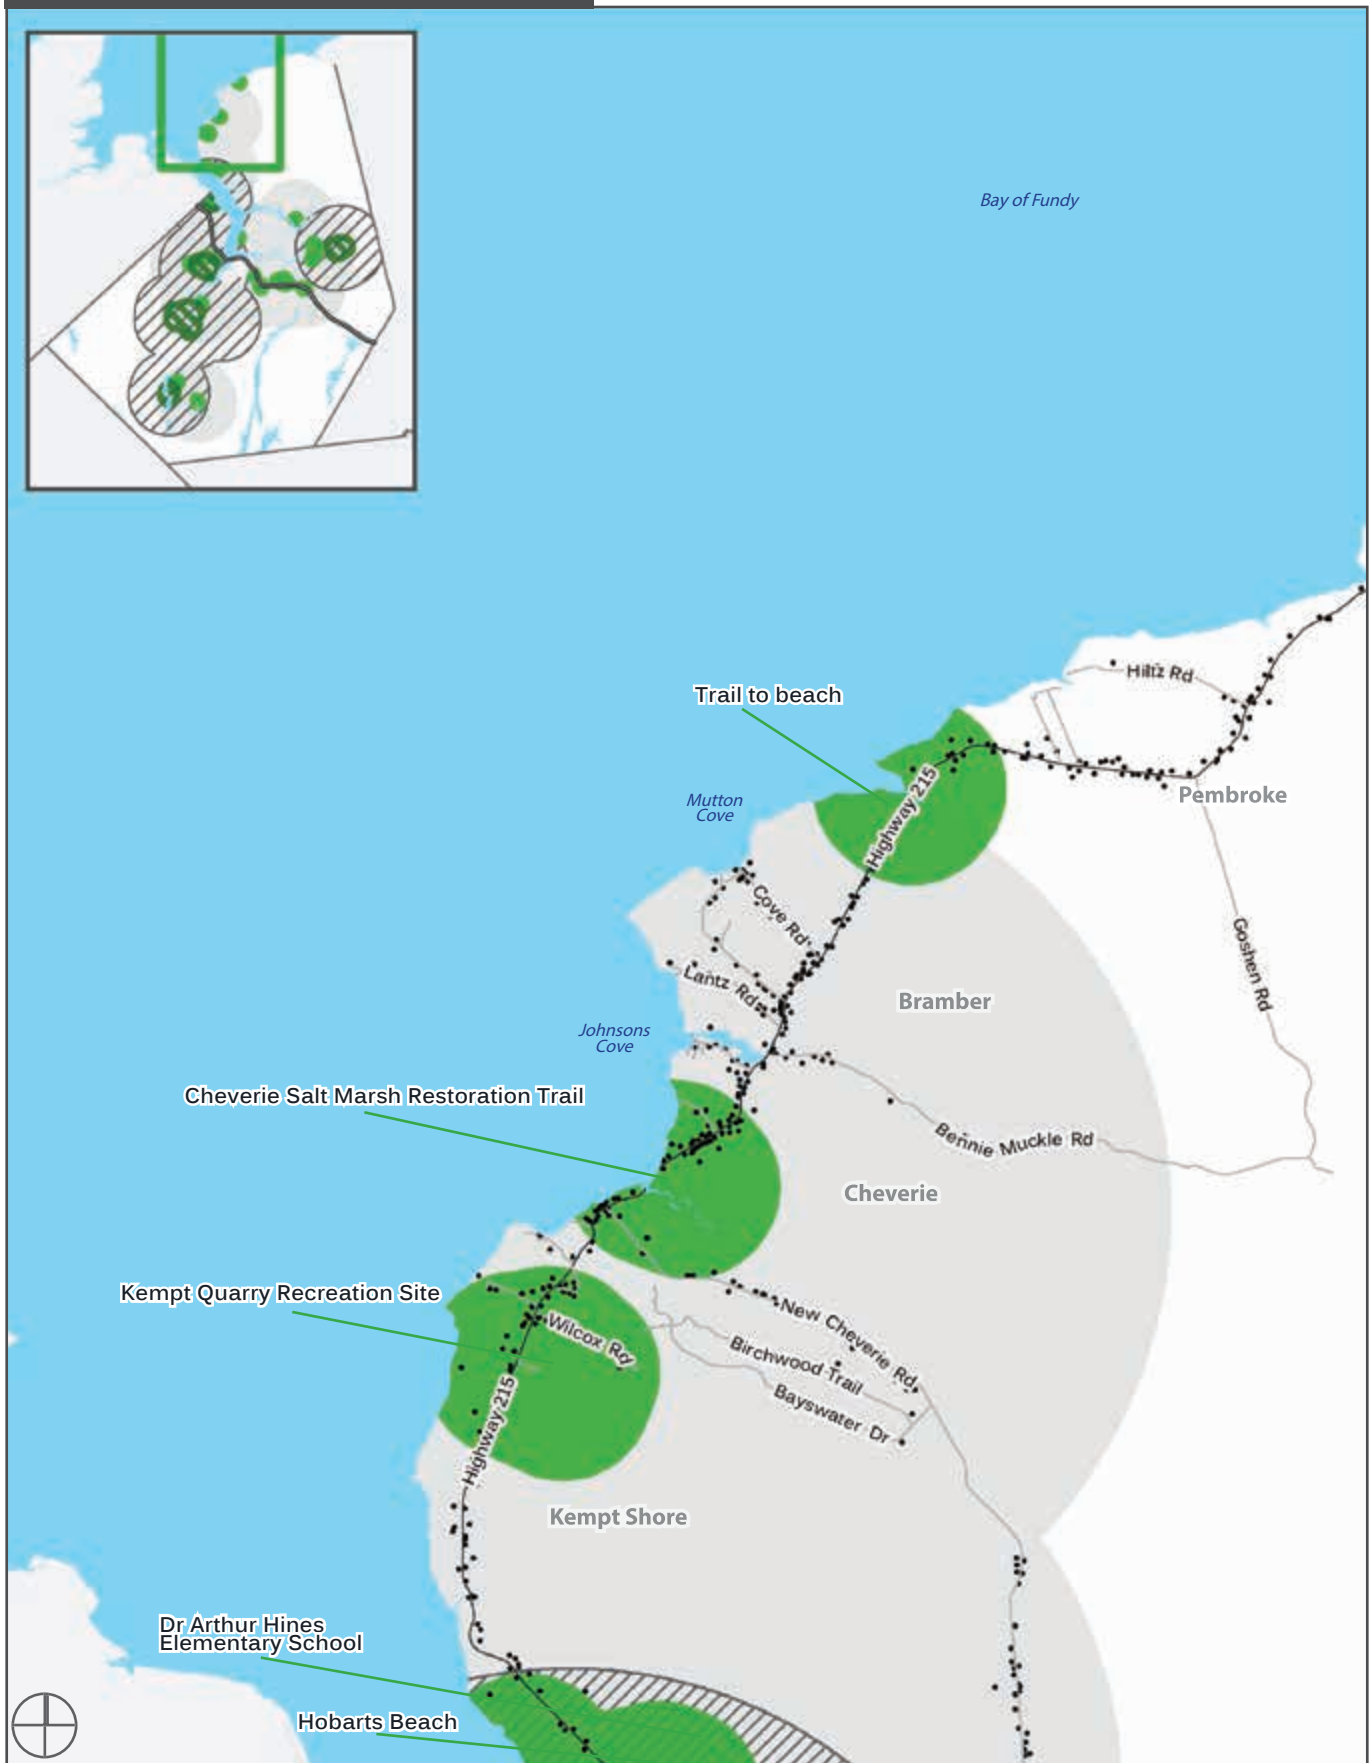 Bay of Fundy
Hiltz Rd
Trail to beach
Highway 215
Pembroke
Mutton
Cove
Cove Rd
Goshen Rd
Lantz Rd
Bramber
Johnsons
Cove
Cheverie Salt Marsh Restoration Trail
Bennie Muckle Rd
Cheverie
Kempt Quarry Recreation Site
New Cheverie Rd
Wilcox Rd
Birchwood Trail
Bayswater Dr
Highway 215
Kempt Shore
Dr Arthur Hines
Elementary School
Hobarts Beach